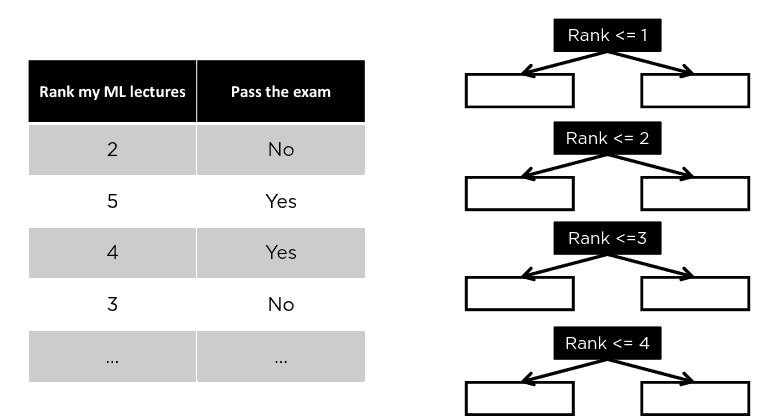 Rank my ML lectures Pass the exam
2 No
5 Yes
4 Yes
3 No
... ...
Rank <= 1
Rank <= 2
Rank <=3
Rank <= 4